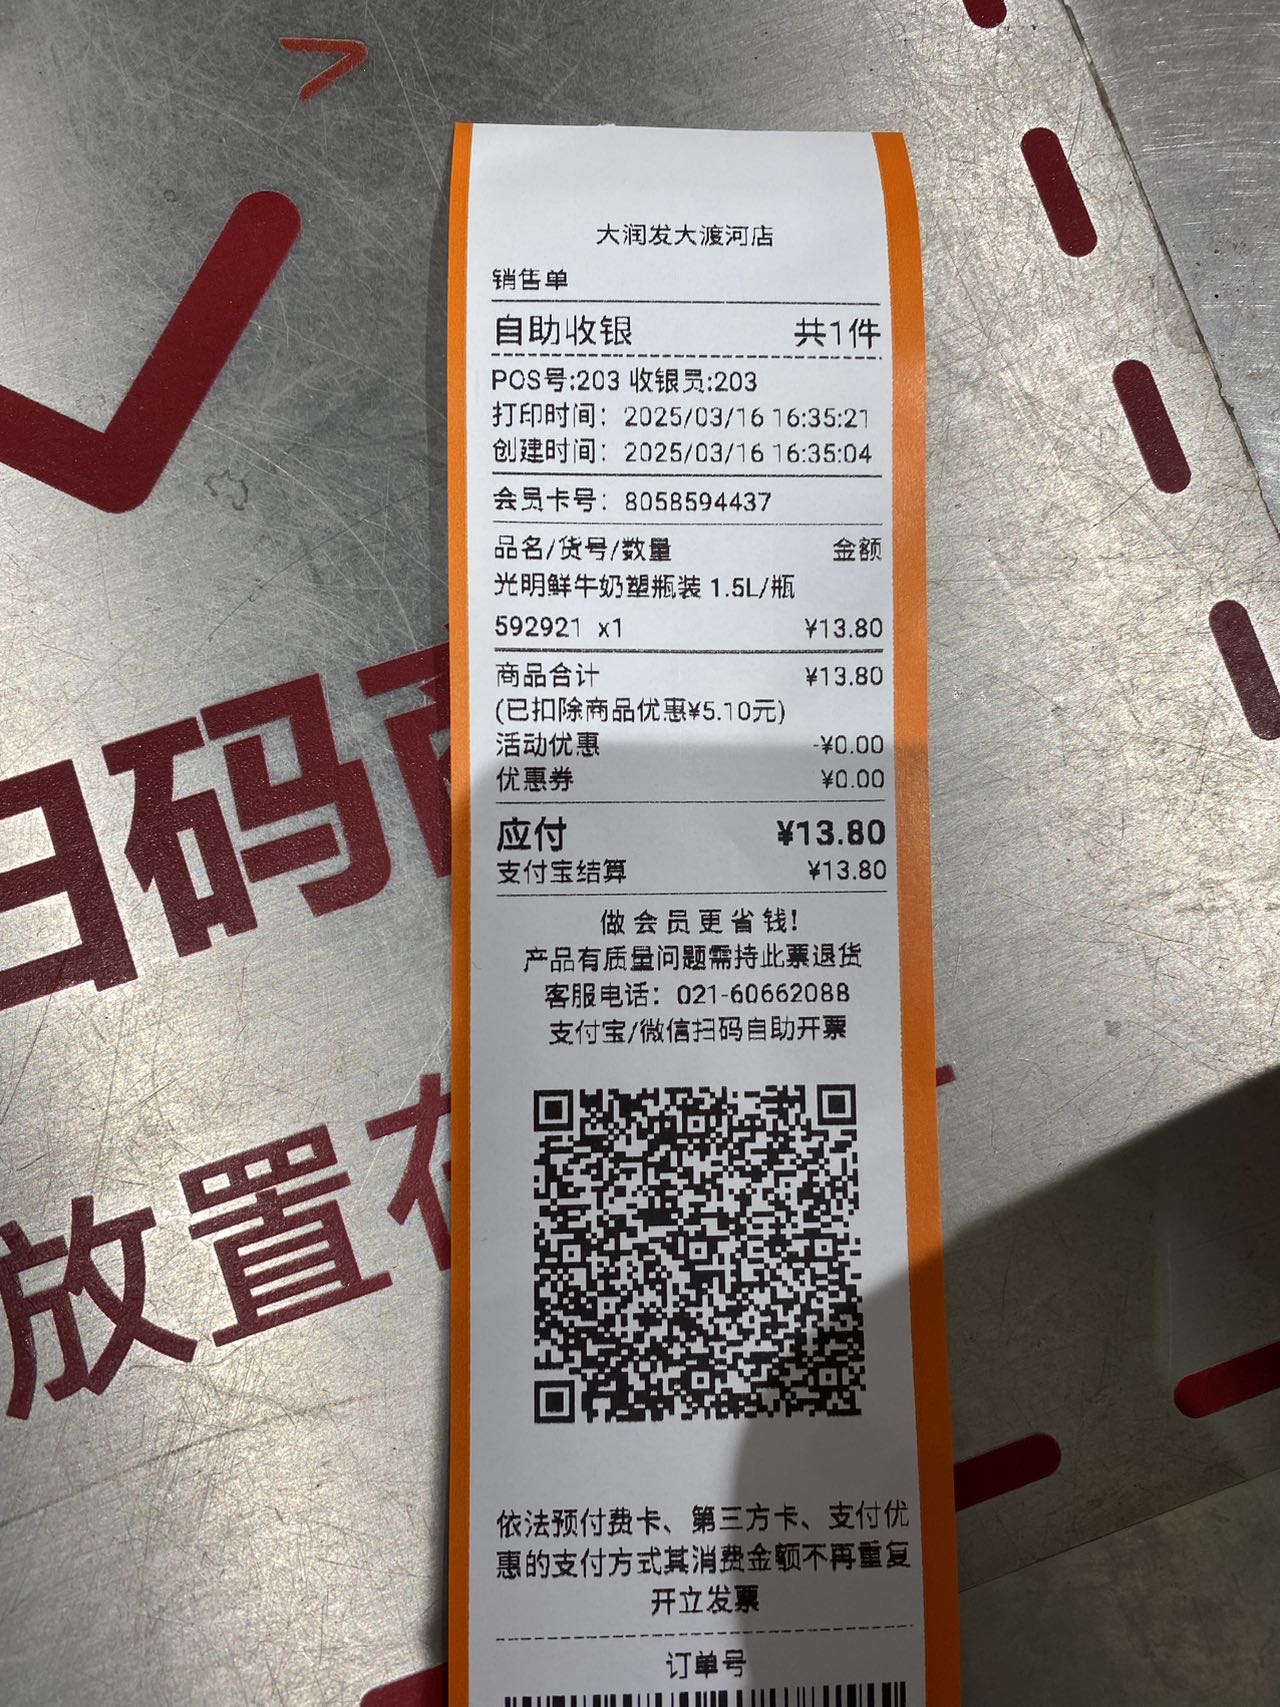 大润发大渡河店
销售单
自助收银 共1件
POS号:203 收银员:203
打印时间：2025/03/16 16:35:21
创建时间：2025/03/16 16:35:04
会员卡号：8058594437
品名/货号/数量 金额
光明鲜牛奶塑瓶装 1.5L/瓶
592921 x1 ¥13.80
商品合计 ¥13.80
(已扣除商品优惠¥5.10元)
活动优惠 -¥0.00
优惠券 ¥0.00
应付 ¥13.80
支付宝结算 ¥13.80
做会员更省钱!
产品有质量问题需持此票退货
客服电话：021-60662088
支付宝/微信扫码自助开票
依法预付费卡、第三方卡、支付优
惠的支付方式其消费金额不再重复
开立发票
订单号
扫码
放置在